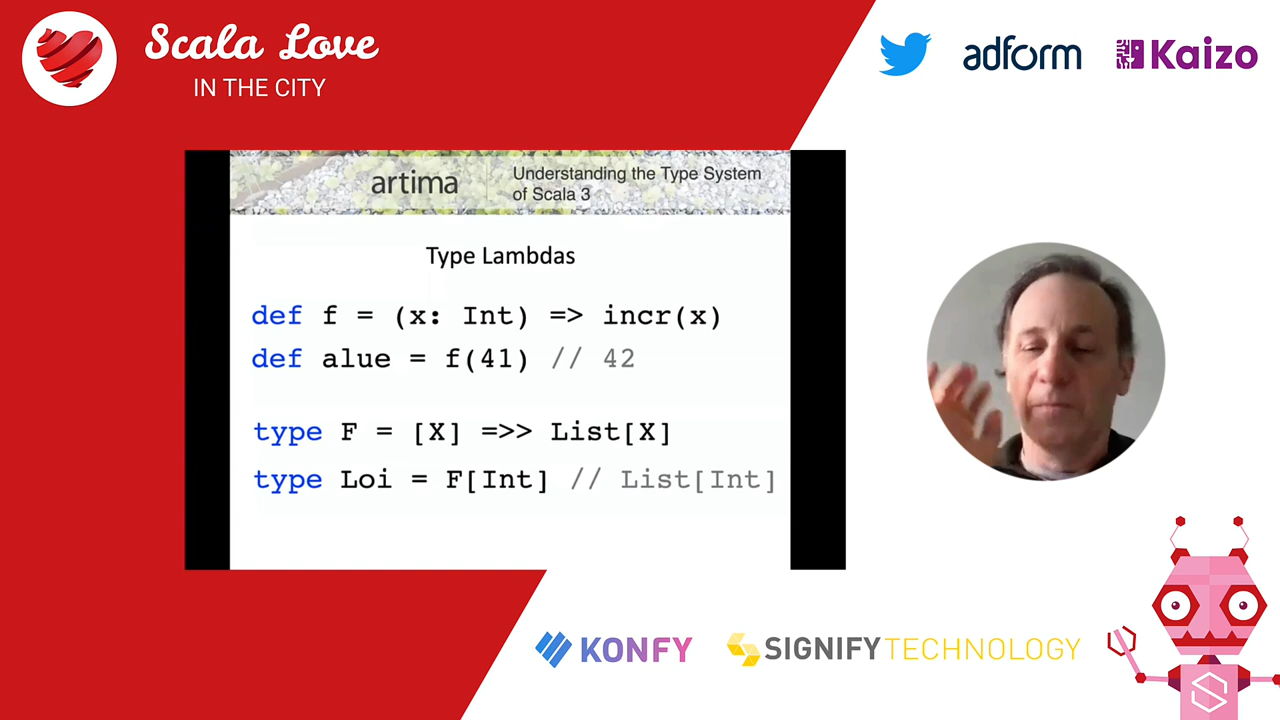 Scala Love
IN THE CITY
adform
Kaizo
artima
Understanding the Type System
of Scala 3
Type Lambdas
def f = (x: Int) => incr(x)
def alue = f(41) // 42
type F = [X] =>> List[X]
type Loi = F[Int] // List[Int]
KONFY
SIGNIFYTECHNOLOGY